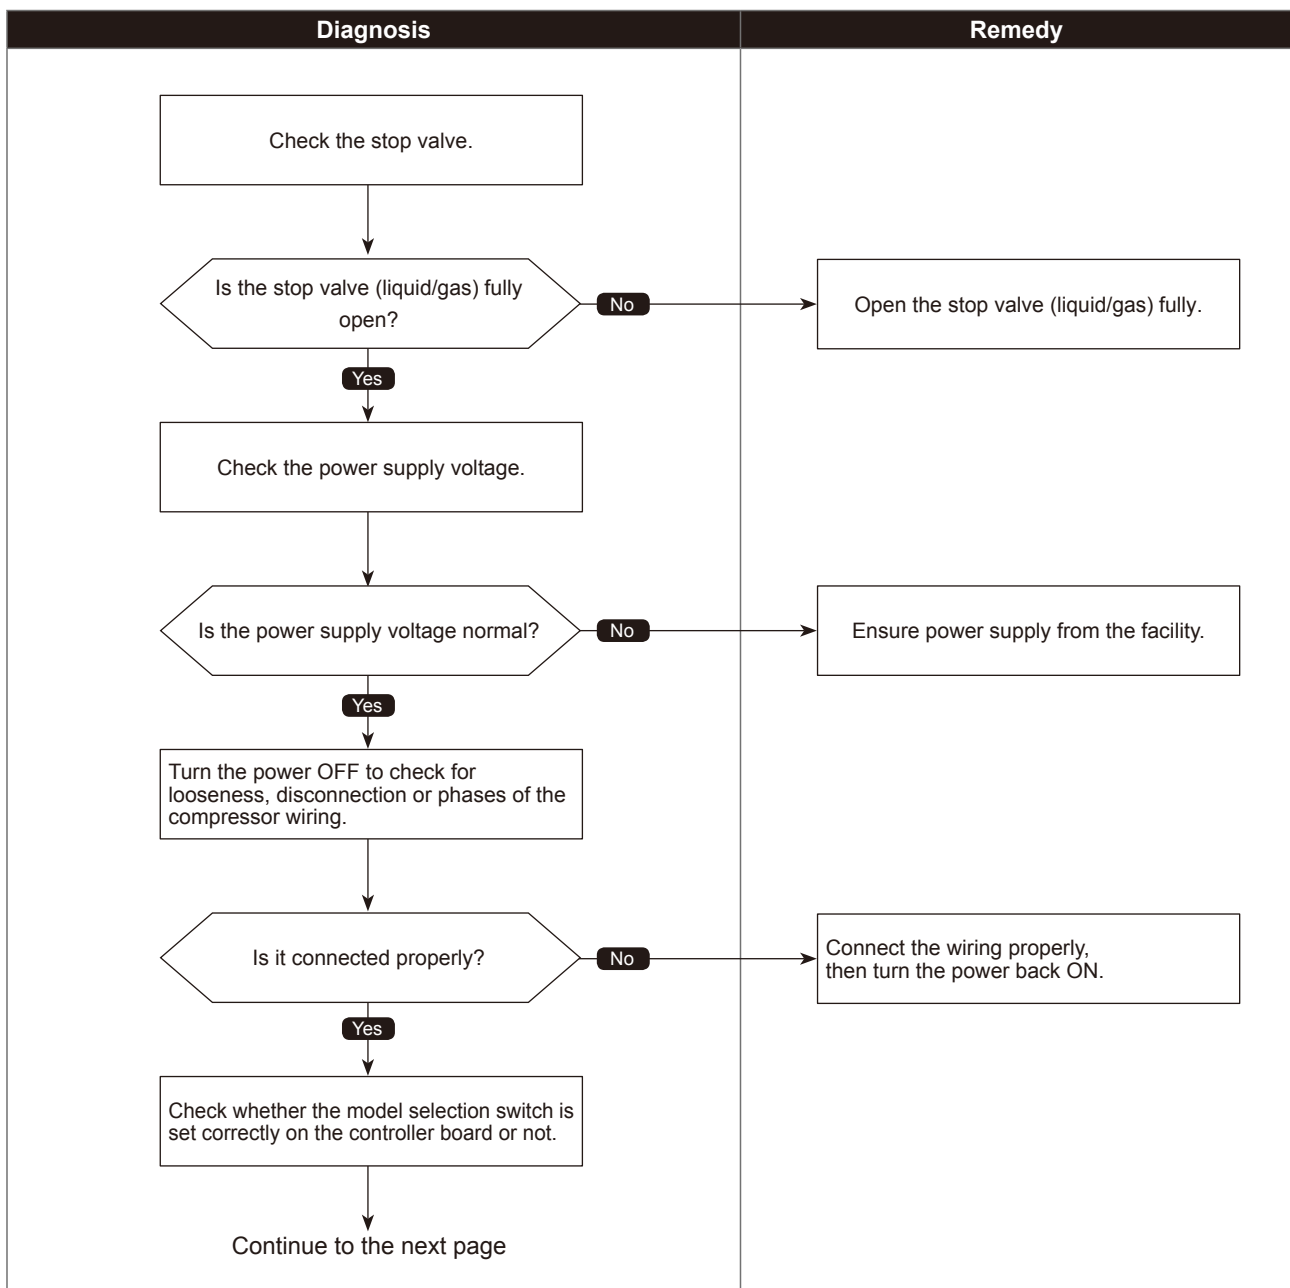 Diagnosis
Remedy
Check the stop valve.
Is the stop valve (liquid/gas) fully
open?
No
Open the stop valve (liquid/gas) fully.
Yes
Check the power supply voltage.
Is the power supply voltage normal?
No
Ensure power supply from the facility.
Yes
Turn the power OFF to check for
looseness, disconnection or phases of the
compressor wiring.
Is it connected properly?
No
Connect the wiring properly,
then turn the power back ON.
Yes
Check whether the model selection switch is
set correctly on the controller board or not.
Continue to the next page